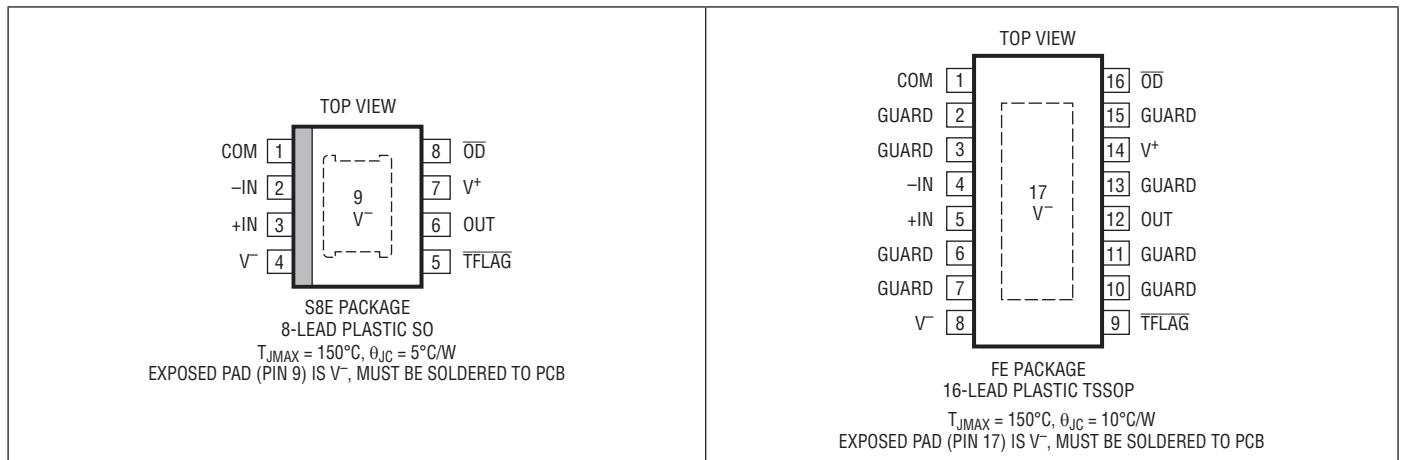 TOP VIEW
COM 1
–IN 2
+IN 3
V– 4
8 O̅D̅
7 V+
6 OUT
5 T̅F̅L̅A̅G̅
9
V–
S8E PACKAGE
8-LEAD PLASTIC SO
TJMAX = 150°C, θJC = 5°C/W
EXPOSED PAD (PIN 9) IS V–, MUST BE SOLDERED TO PCB
TOP VIEW
COM 1
GUARD 2
GUARD 3
–IN 4
+IN 5
GUARD 6
GUARD 7
V– 8
16 O̅D̅
15 GUARD
14 V+
13 GUARD
12 OUT
11 GUARD
10 GUARD
9 T̅F̅L̅A̅G̅
17
V–
FE PACKAGE
16-LEAD PLASTIC TSSOP
TJMAX = 150°C, θJC = 10°C/W
EXPOSED PAD (PIN 17) IS V–, MUST BE SOLDERED TO PCB